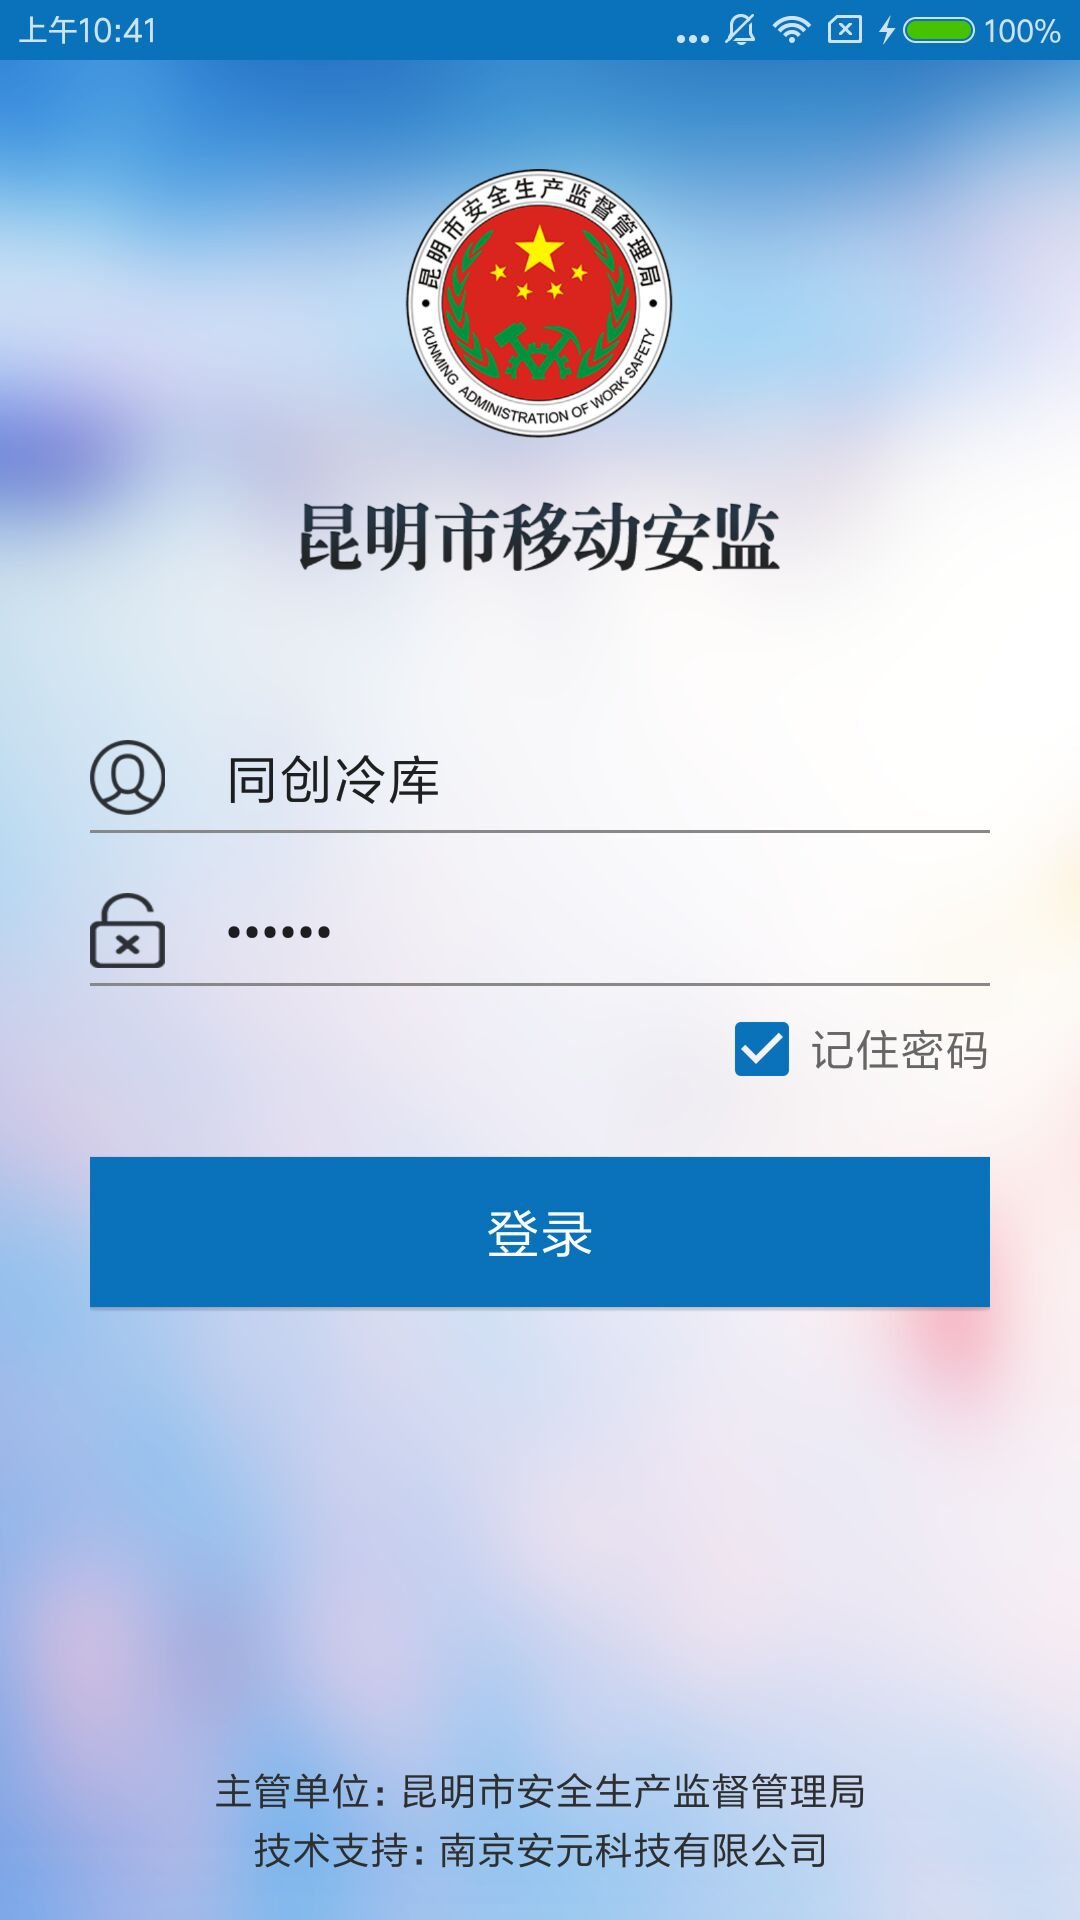 上午10:41
100%
昆明市安全生产监督管理局
KUNMING ADMINISTRATION OF WORK SAFETY
昆明市移动安监
同创冷库
••••••
记住密码
登录
主管单位：昆明市安全生产监督管理局
技术支持：南京安元科技有限公司